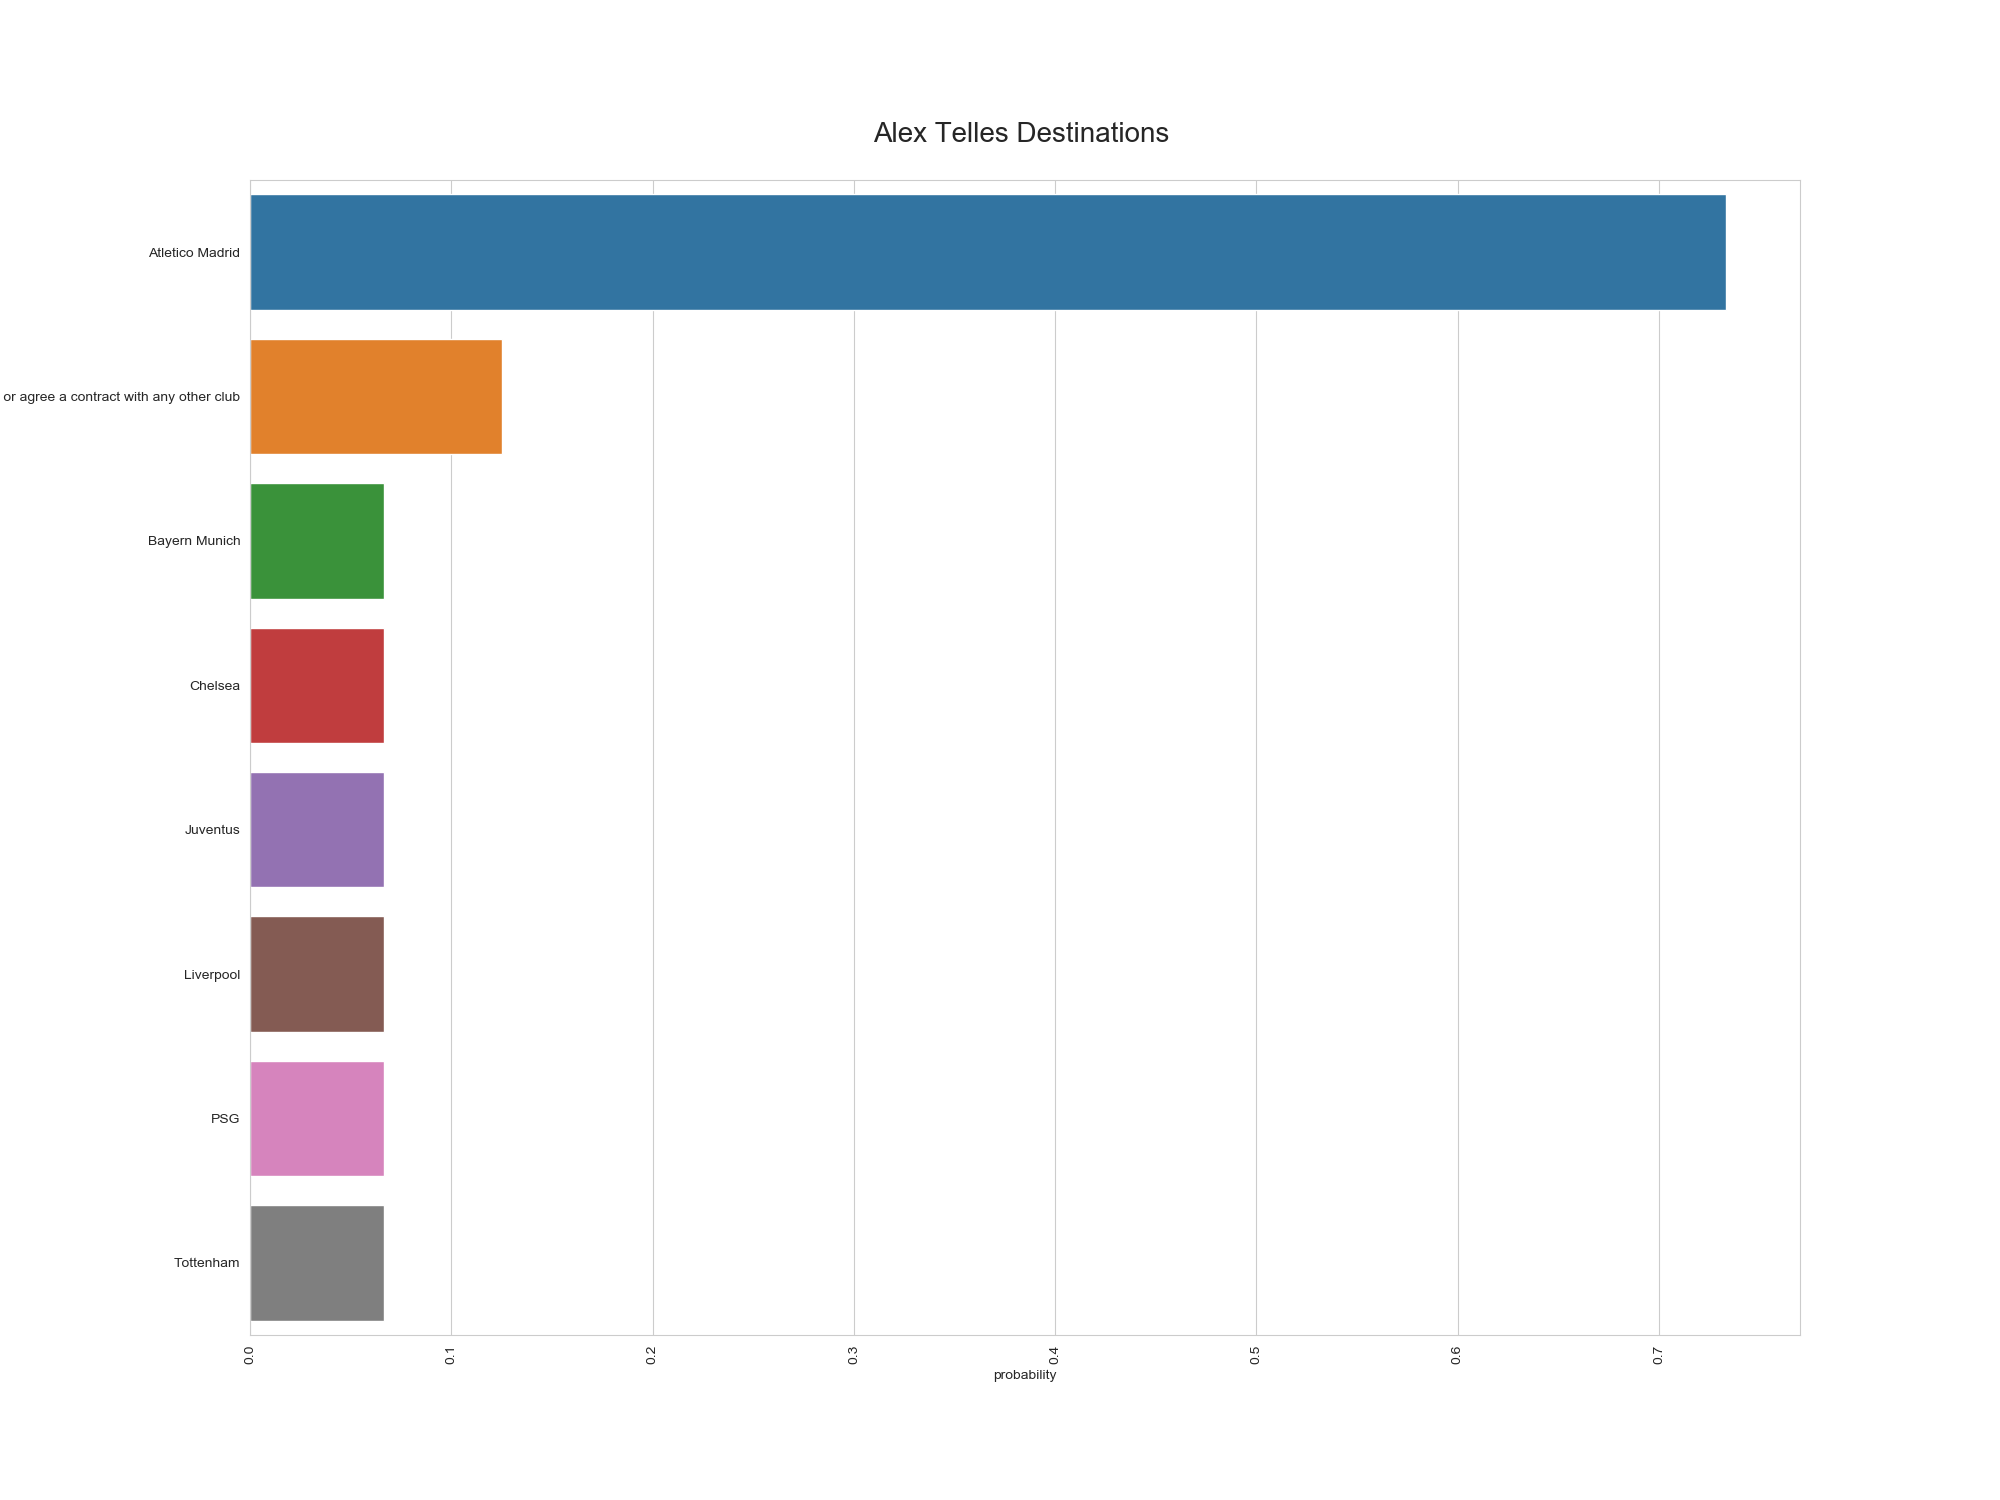 Alex Telles Destinations
Atletico Madrid
or agree a contract with any other club
Bayern Munich
Chelsea
Juventus
Liverpool
PSG
Tottenham
0.0
0.1
0.2
0.3
0.4
0.5
0.6
0.7
probability